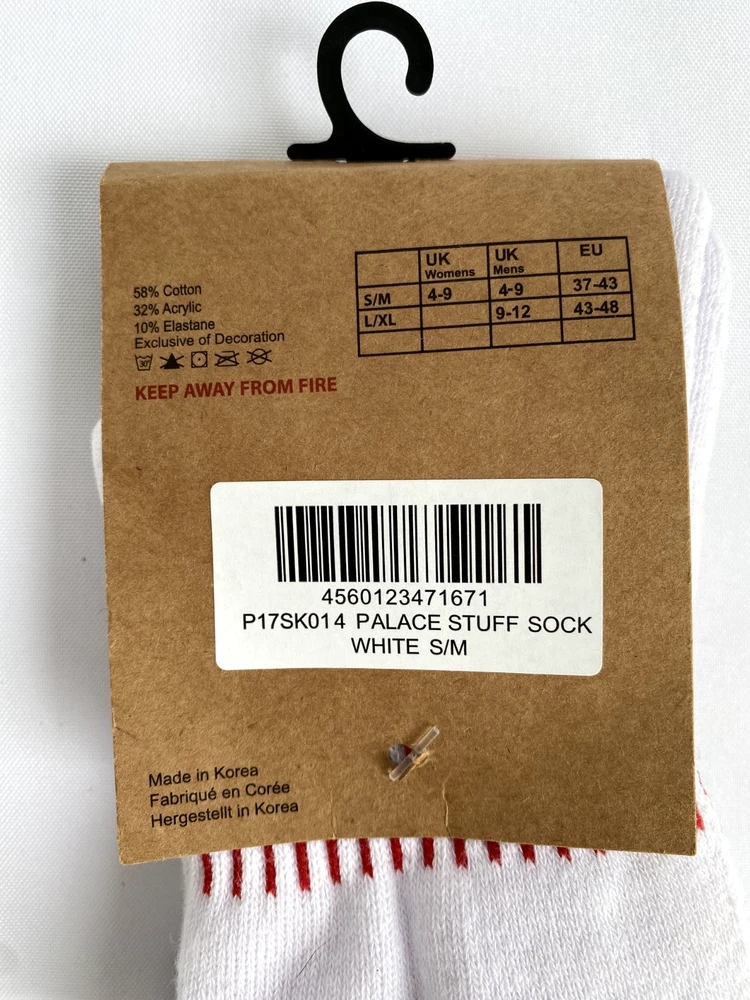 58% Cotton
32% Acrylic
10% Elastane
Exclusive of Decoration
30°
KEEP AWAY FROM FIRE
UK Womens UK Mens EU
S/M 4-9 4-9 37-43
L/XL 9-12 43-48
4560123471671
P17SK014 PALACE STUFF SOCK
WHITE S/M
Made in Korea
Fabriqué en Corée
Hergestellt in Korea